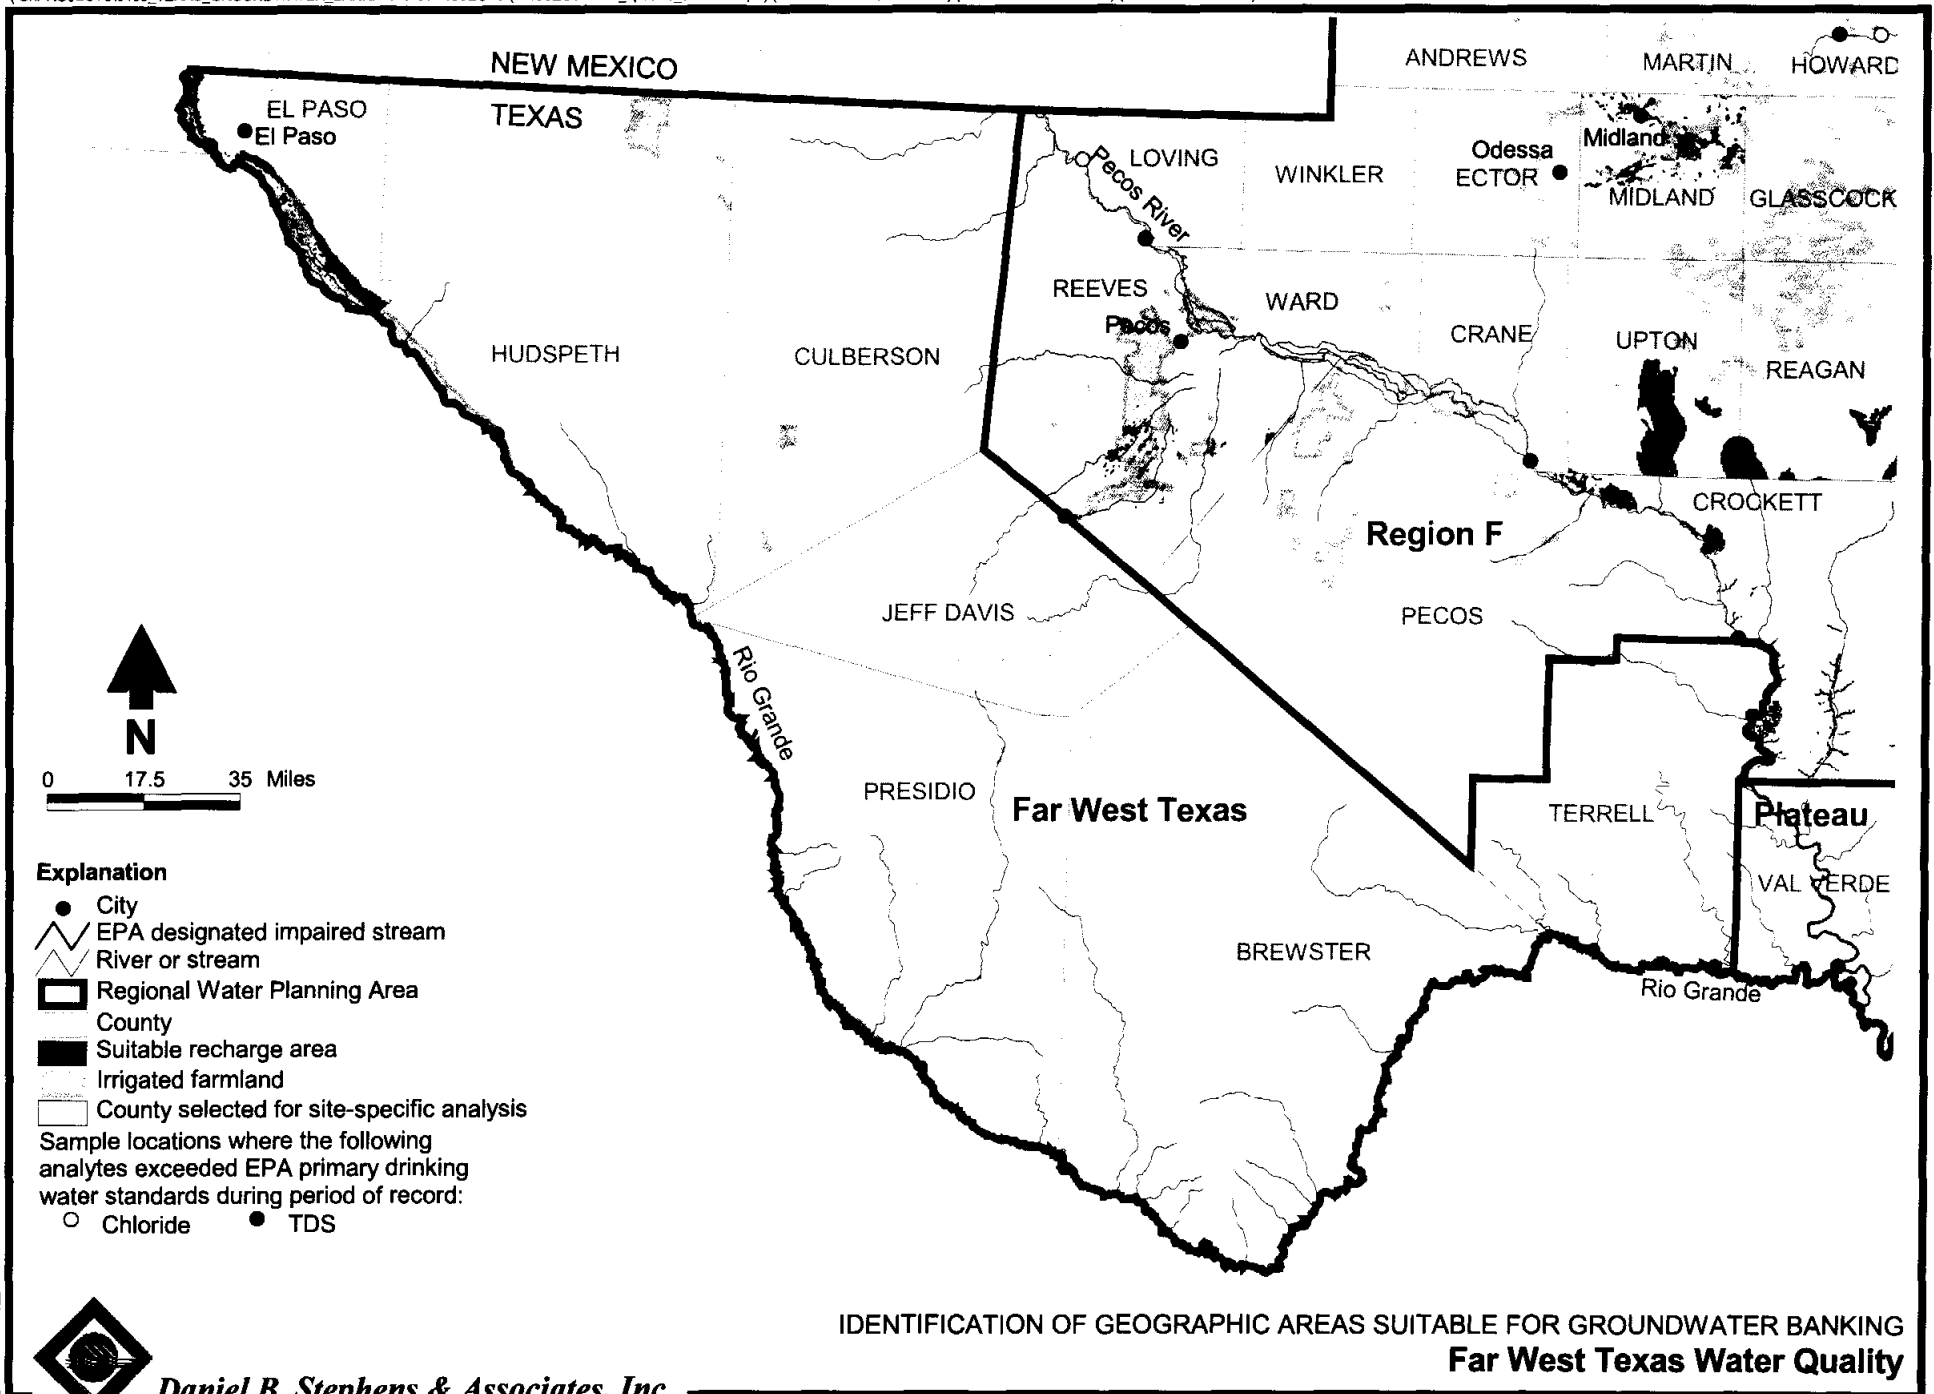 NEW MEXICO
TEXAS
EL PASO
El Paso
ANDREWS
MARTIN
HOWARD
LOVING
WINKLER
Odessa
ECTOR
Midland
MIDLAND
GLASSCOCK
Pecos River
REEVES
Pecos
WARD
CRANE
UPTON
REAGAN
HUDSPETH
CULBERSON
CROCKETT
Region F
JEFF DAVIS
PECOS
Rio Grande
N
0 17.5 35 Miles
PRESIDIO
Far West Texas
TERRELL
Plateau
VAL VERDE
BREWSTER
Rio Grande
Explanation
City
EPA designated impaired stream
River or stream
Regional Water Planning Area
County
Suitable recharge area
Irrigated farmland
County selected for site-specific analysis
Sample locations where the following
analytes exceeded EPA primary drinking
water standards during period of record:
Chloride TDS
IDENTIFICATION OF GEOGRAPHIC AREAS SUITABLE FOR GROUNDWATER BANKING
Far West Texas Water Quality
Daniel B. Stephens & Associates, Inc.